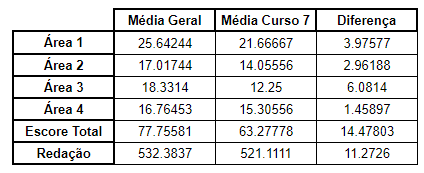 Média Geral Média Curso 7 Diferença
Área 1 25.64244 21.66667 3.97577
Área 2 17.01744 14.05556 2.96188
Área 3 18.3314 12.25 6.0814
Área 4 16.76453 15.30556 1.45897
Escore Total 77.75581 63.27778 14.47803
Redação 532.3837 521.1111 11.2726